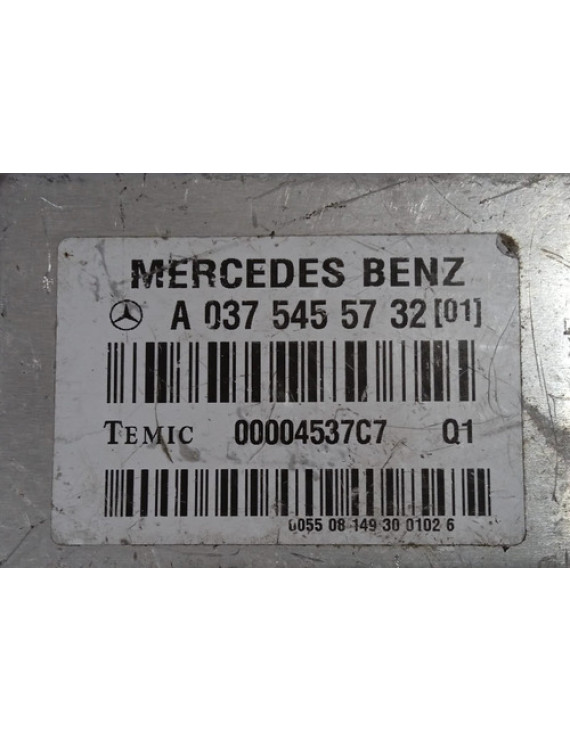 MERCEDES BENZ
A 037 545 57 32 [01]
TEMIC 00004537C7 Q1
0055 08 149 30 0102 6